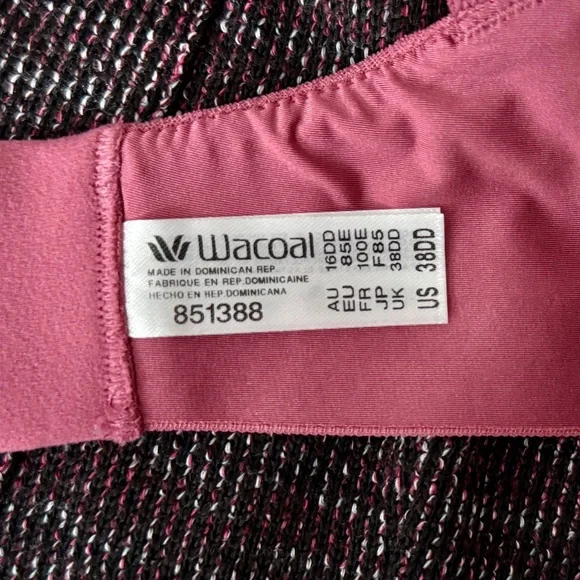 Wacoal
MADE IN DOMINICAN REP.
FABRIQUE EN REP.DOMINICAINE
HECHO EN REP.DOMINICANA
851388
AU 16DD
EU 85E
FR 100E
JP F85
UK 38DD
US 38DD